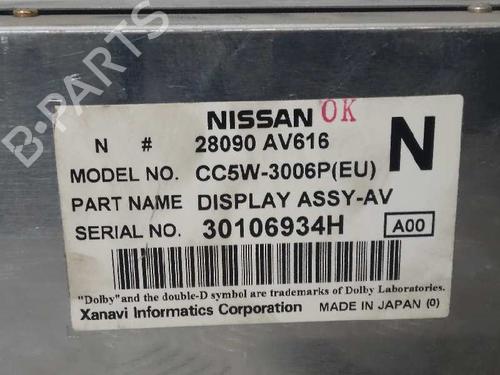 NISSAN OK
N # 28090 AV616 N
MODEL NO. CC5W-3006P(EU)
PART NAME DISPLAY ASSY-AV
SERIAL NO. 30106934H A00
"Dolby"and the double-D symbol are trademarks of Dolby Laboratories.
Xanavi Informatics Corporation MADE IN JAPAN (0)
B-PARTS